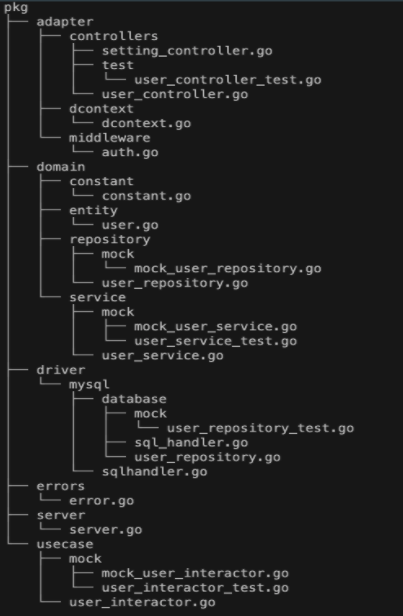 pkg
├── adapter
│   ├── controllers
│   │   ├── setting_controller.go
│   │   ├── test
│   │   │   └── user_controller_test.go
│   │   └── user_controller.go
│   ├── dcontext
│   │   └── dcontext.go
│   └── middleware
│       └── auth.go
├── domain
│   ├── constant
│   │   └── constant.go
│   ├── entity
│   │   └── user.go
│   ├── repository
│   │   ├── mock
│   │   │   └── mock_user_repository.go
│   │   └── user_repository.go
│   └── service
│       ├── mock
│       │   ├── mock_user_service.go
│       │   └── user_service_test.go
│       └── user_service.go
├── driver
│   └── mysql
│       ├── database
│       │   ├── mock
│       │   │   └── user_repository_test.go
│       │   ├── sql_handler.go
│       │   └── user_repository.go
│       └── sqlhandler.go
├── errors
│   └── error.go
├── server
│   └── server.go
└── usecase
    ├── mock
    │   ├── mock_user_interactor.go
    │   └── user_interactor_test.go
    └── user_interactor.go